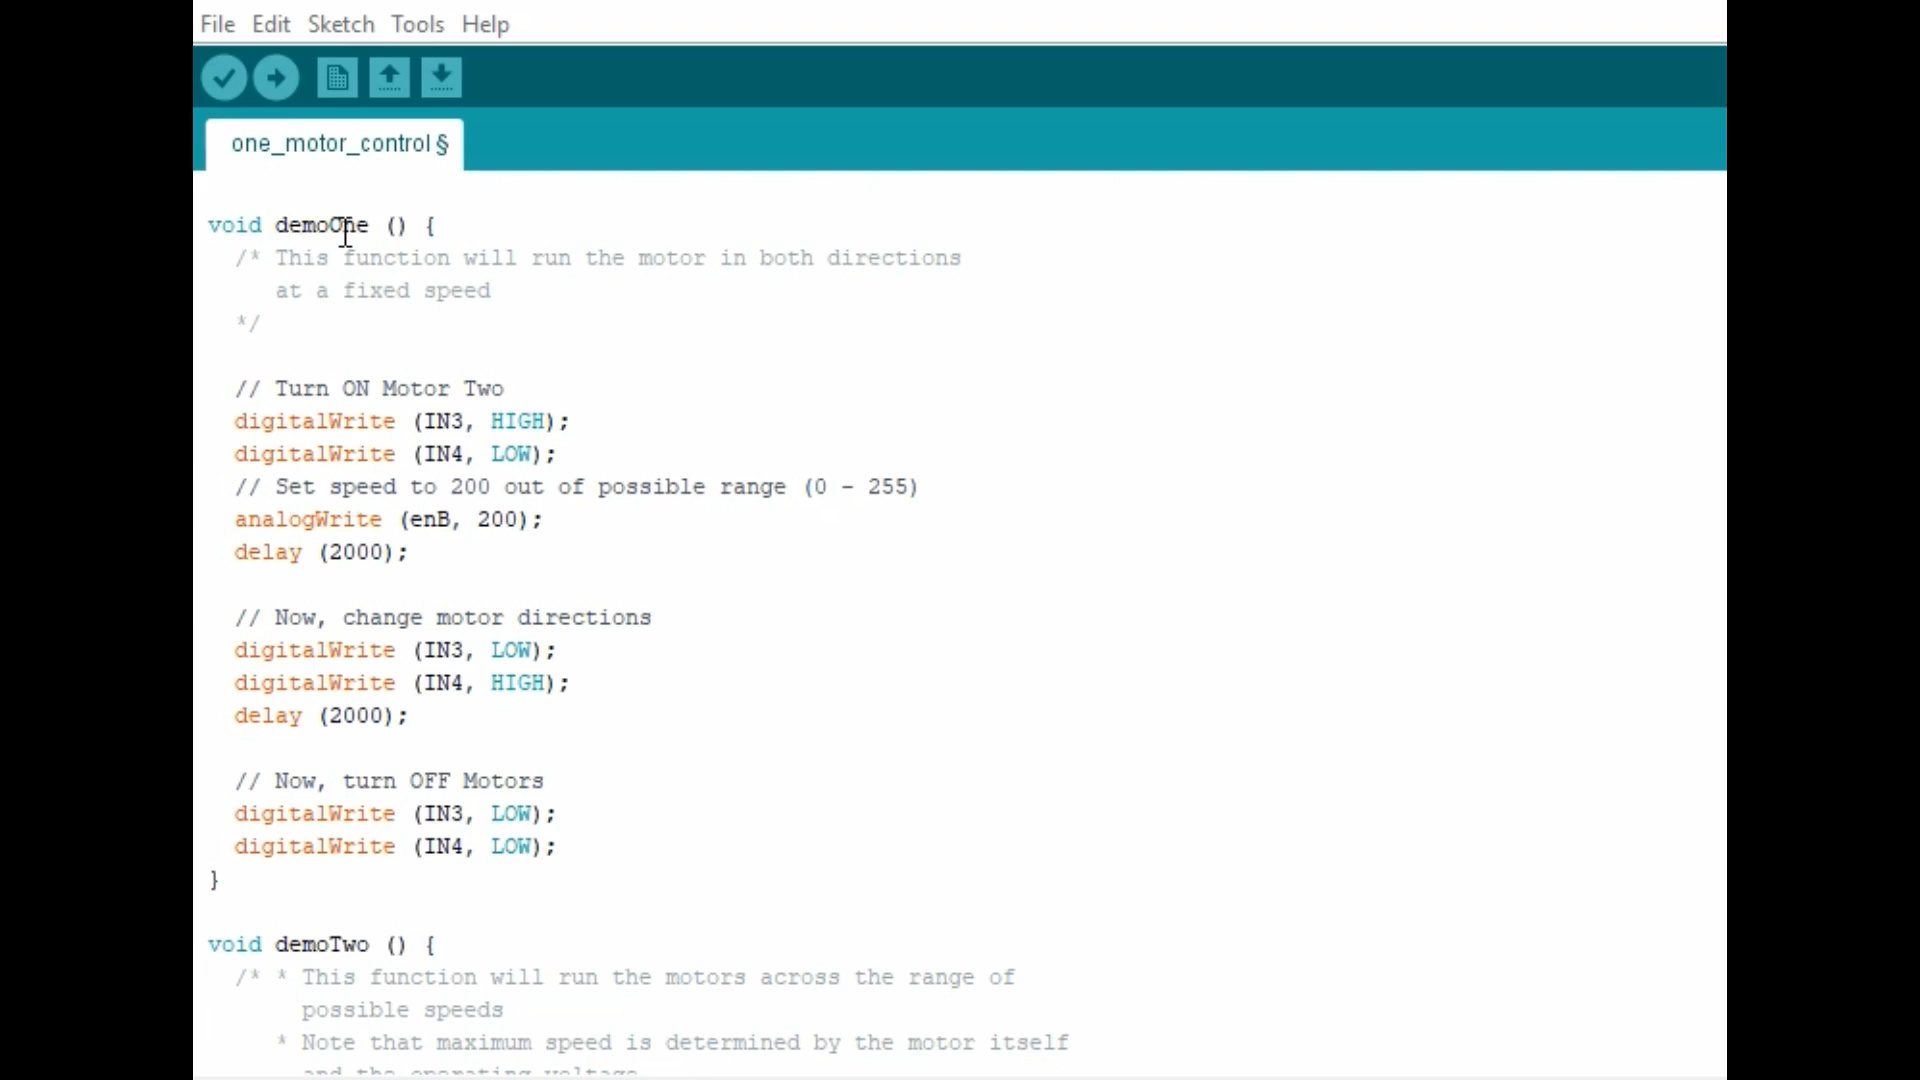 File Edit Sketch Tools Help
one_motor_control §
void demoOne () {
/* This function will run the motor in both directions
at a fixed speed
*/
// Turn ON Motor Two
digitalWrite (IN3, HIGH);
digitalWrite (IN4, LOW);
// Set speed to 200 out of possible range (0 - 255)
analogWrite (enB, 200);
delay (2000);
// Now, change motor directions
digitalWrite (IN3, LOW);
digitalWrite (IN4, HIGH);
delay (2000);
// Now, turn OFF Motors
digitalWrite (IN3, LOW);
digitalWrite (IN4, LOW);
}
void demoTwo () {
/* * This function will run the motors across the range of
possible speeds
* Note that maximum speed is determined by the motor itself
and the operating voltage